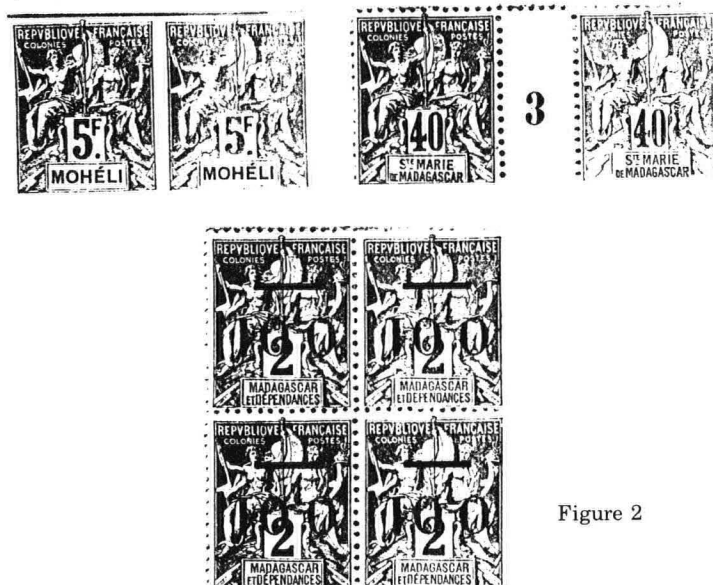 REPVBLIQVE FRANÇAISE REPVBLIQVE FRANÇAISE
COLONIES POSTES
5F. 5F.
MOHÉLI MOHÉLI
REPVBLIQVE FRANÇAISE REPVBLIQVE FRANÇAISE
COLONIES POSTES
40 3 40
STE MARIE STE MARIE
DE MADAGASCAR DE MADAGASCAR
REPVBLIQVE FRANÇAISE REPVBLIQVE FRANÇAISE
COLONIES POSTES COLONIES POSTES
2 2
MADAGASCAR MADAGASCAR
ET DÉPENDANCES ET DÉPENDANCES
REPVBLIQVE FRANÇAISE REPVBLIQVE FRANÇAISE
COLONIES POSTES COLONIES POSTES
2 2
MADAGASCAR MADAGASCAR
ET DÉPENDANCES ET DÉPENDANCES
Figure 2